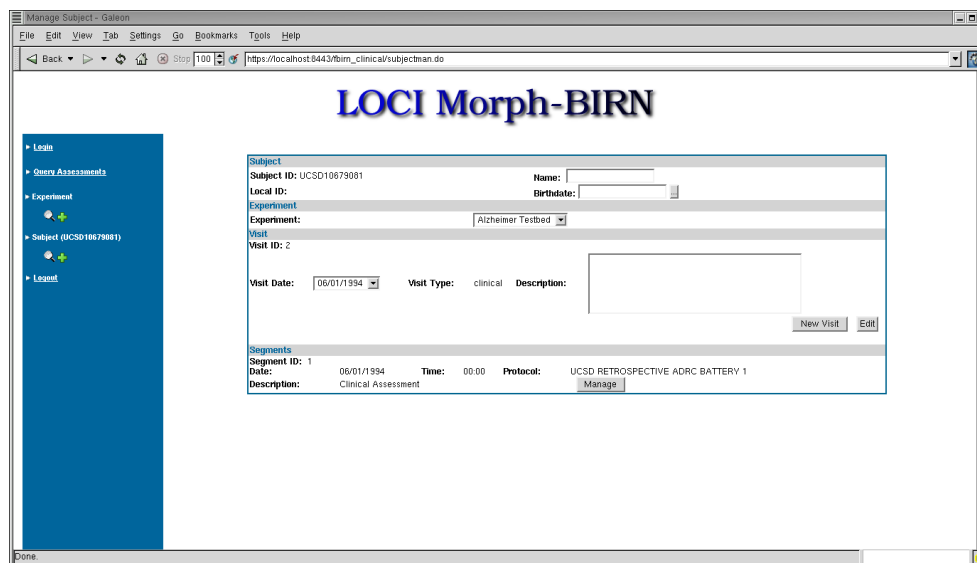 Manage Subject - Galeon
File Edit View Tab Settings Go Bookmarks Tools Help
Back Stop 100 https://localhost:8443/fbirn_clinical/subjectman.do
LOCI Morph-BIRN
Login
Query Assessments
Experiment
Subject (UCSD10679081)
Logout
Subject
Subject ID: UCSD10679081 Name:
Local ID: Birthdate: ...
Experiment
Experiment: Alzheimer Testbed
Visit
Visit ID: 2
Visit Date: 06/01/1994 Visit Type: clinical Description:
New Visit Edit
Segments
Segment ID: 1
Date: 06/01/1994 Time: 00:00 Protocol: UCSD RETROSPECTIVE ADRC BATTERY 1
Description: Clinical Assessment Manage
Done.